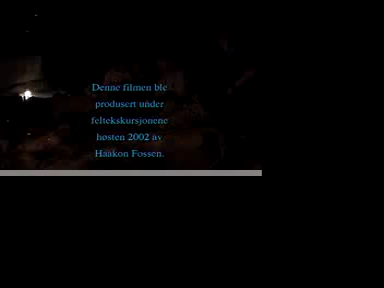 Denne filmen ble
produsert under
feltekskursjonene
høsten 2002 av
Haakon Fossen.